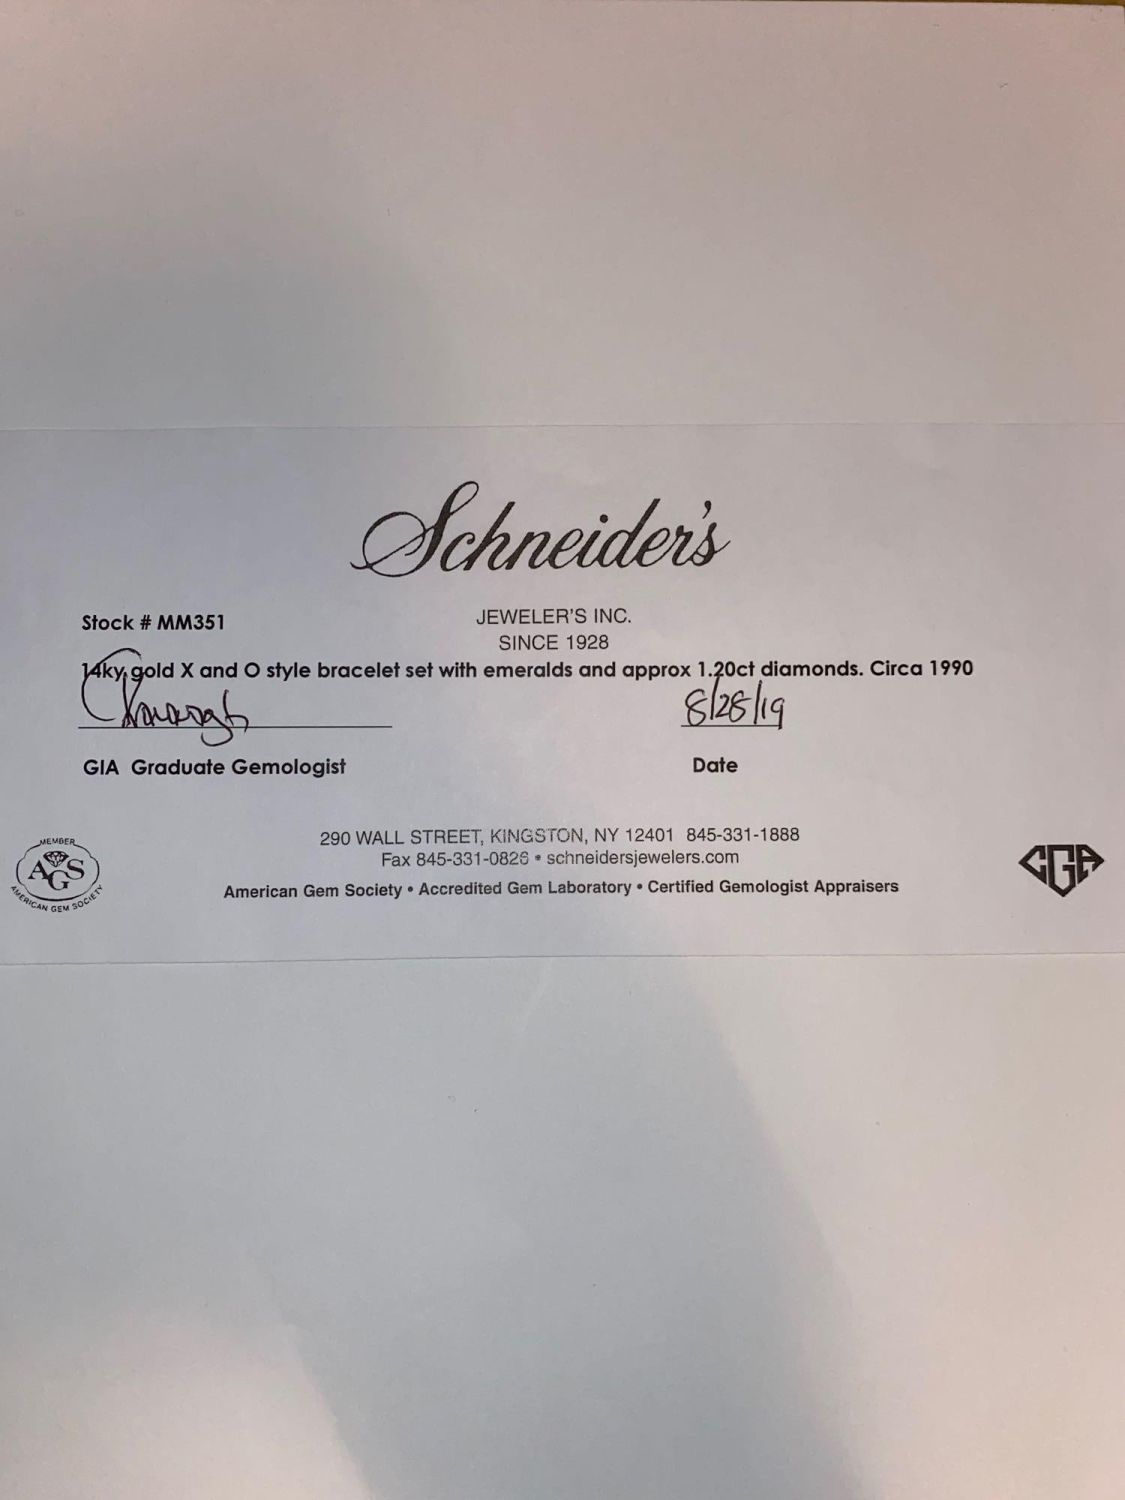 Schneider's
JEWELER'S INC.
SINCE 1928
Stock # MM351
14ky gold X and O style bracelet set with emeralds and approx 1.20ct diamonds. Circa 1990
8/28/19
GIA Graduate Gemologist
Date
290 WALL STREET, KINGSTON, NY 12401 845-331-1888
Fax 845-331-0826 • schneidersjewelers.com
American Gem Society • Accredited Gem Laboratory • Certified Gemologist Appraisers
MEMBER
AGS
AMERICAN GEM SOCIETY
CGA